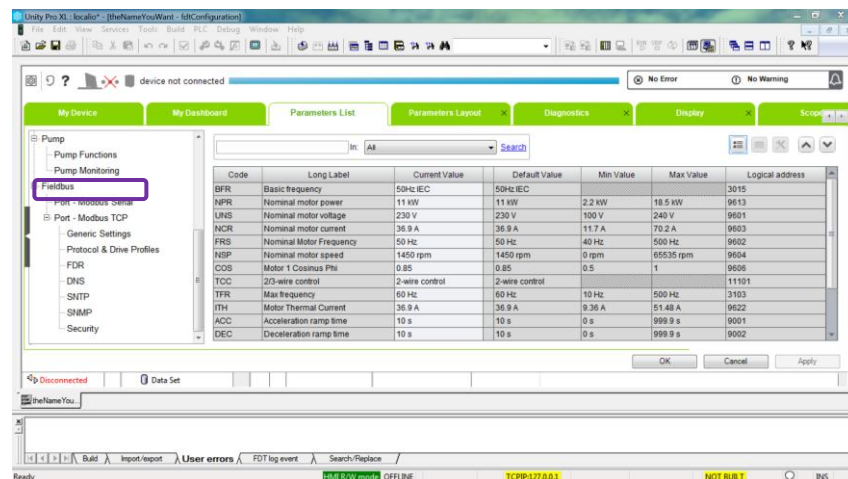 Unity Pro XL : localio* - [theNameYouWant - fdtConfiguration]
File Edit View Services Tools Build PLC Debug Window Help
device not connected
No Error
No Warning
My Device My Dashboard Parameters List Parameters Layout Diagnostics Display Scope
Pump
Pump Functions
Pump Monitoring
Fieldbus
Port - Modbus Serial
Port - Modbus TCP
Generic Settings
Protocol & Drive Profiles
FDR
DNS
SNTP
SNMP
Security
In: All Search
Code Long Label Current Value Default Value Min Value Max Value Logical address
BFR Basic frequency 50Hz IEC 50Hz IEC 3015
NPR Nominal motor power 11 kW 11 kW 2.2 kW 18.5 kW 9613
UNS Nominal motor voltage 230 V 230 V 100 V 240 V 9601
NCR Nominal motor current 36.9 A 36.9 A 11.7 A 70.2 A 9603
FRS Nominal Motor Frequency 50 Hz 50 Hz 40 Hz 500 Hz 9602
NSP Nominal motor speed 1450 rpm 1450 rpm 0 rpm 65535 rpm 9604
COS Motor 1 Cosinus Phi 0.85 0.85 0.5 1 9606
TCC 2/3-wire control 2-wire control 2-wire control 11101
TFR Max frequency 60 Hz 60 Hz 10 Hz 500 Hz 3103
ITH Motor Thermal Current 36.9 A 36.9 A 9.36 A 51.48 A 9622
ACC Acceleration ramp time 10 s 10 s 0 s 999.9 s 9001
DEC Deceleration ramp time 10 s 10 s 0 s 999.9 s 9002
OK Cancel Apply
Disconnected Data Set
theNameYou...
Build Import/export User errors FDT log event Search/Replace
Ready HMI R/W mode OFFLINE TCPIP:127.0.0.1 NOT BUILT INS